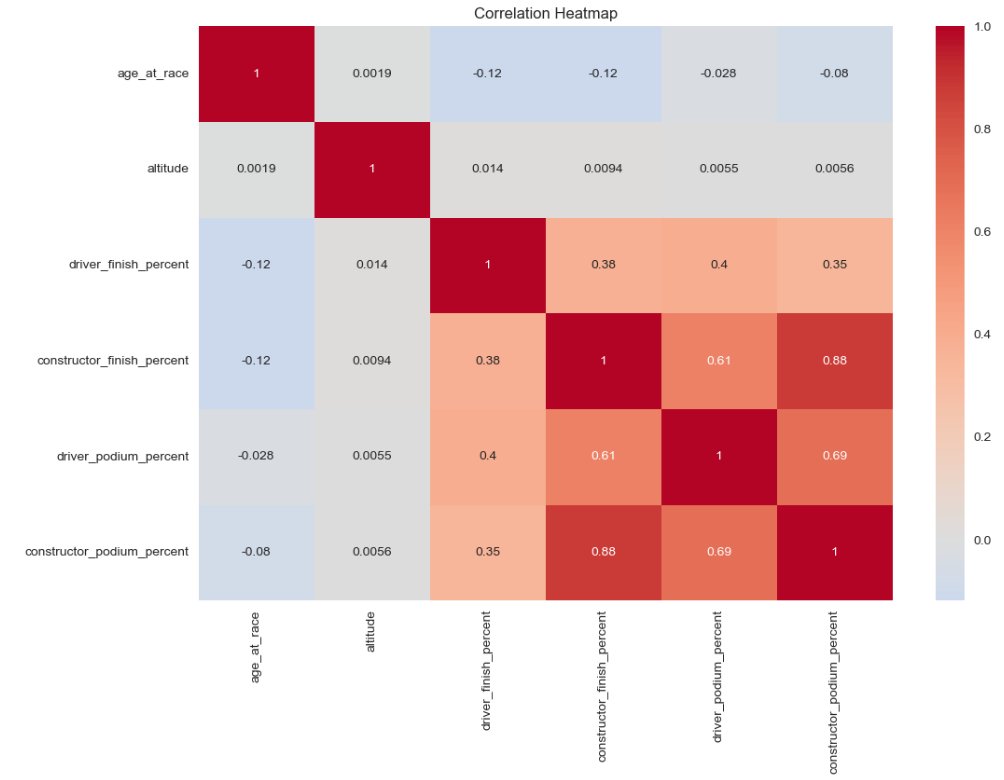 Correlation Heatmap
age_at_race 1 0.0019 -0.12 -0.12 -0.028 -0.08
altitude 0.0019 1 0.014 0.0094 0.0055 0.0056
driver_finish_percent -0.12 0.014 1 0.38 0.4 0.35
constructor_finish_percent -0.12 0.0094 0.38 1 0.61 0.88
driver_podium_percent -0.028 0.0055 0.4 0.61 1 0.69
constructor_podium_percent -0.08 0.0056 0.35 0.88 0.69 1
age_at_race
altitude
driver_finish_percent
constructor_finish_percent
driver_podium_percent
constructor_podium_percent
1.0
0.8
0.6
0.4
0.2
0.0